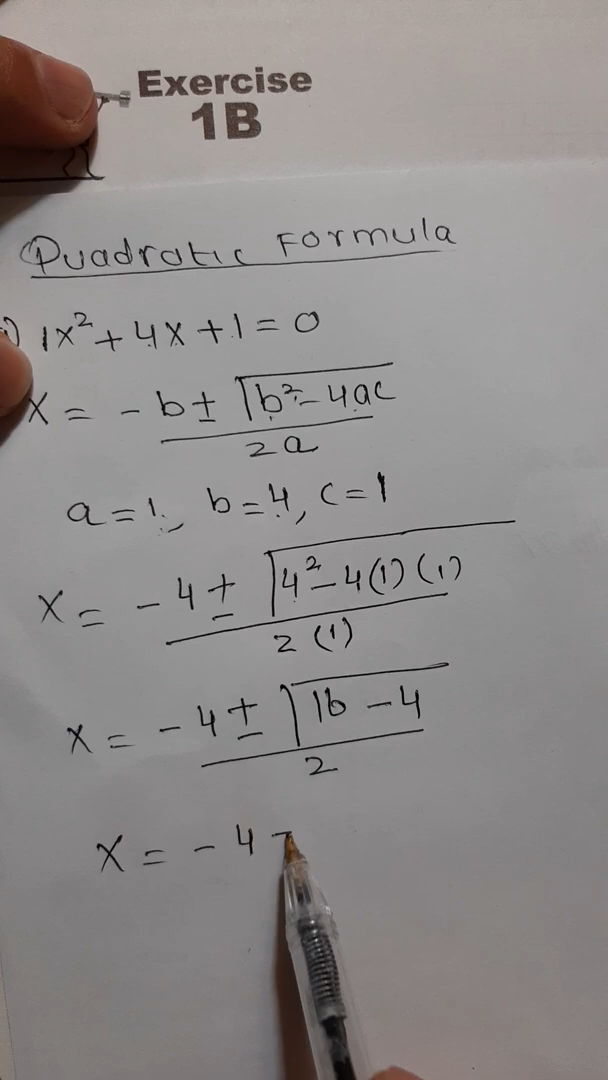 Exercise
1B
Quadratic Formula
1x² + 4x + 1 = 0
x = -b ± √b² - 4ac / 2a
a = 1, b = 4, c = 1
x = -4 ± √4² - 4(1)(1) / 2(1)
x = -4 ± √16 - 4 / 2
x = -4